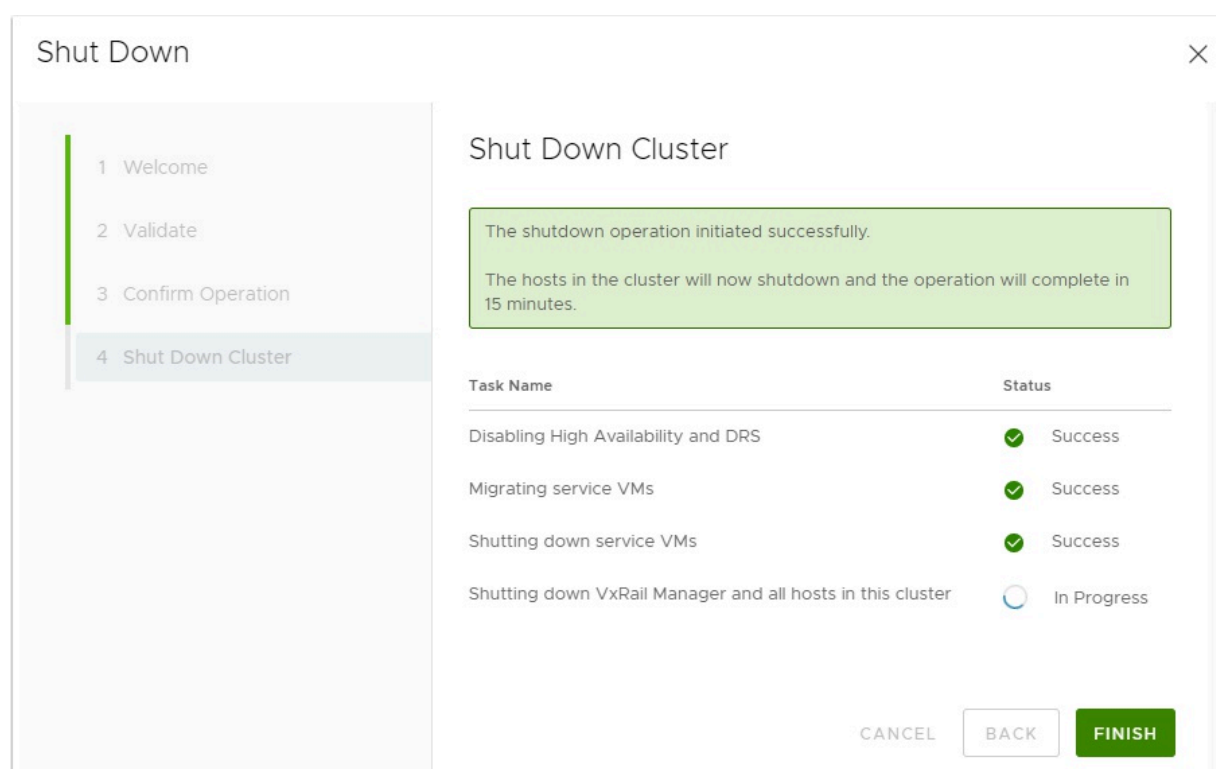 Shut Down
1 Welcome
2 Validate
3 Confirm Operation
4 Shut Down Cluster
Shut Down Cluster
The shutdown operation initiated successfully.
The hosts in the cluster will now shutdown and the operation will complete in
15 minutes.
Task Name Status
Disabling High Availability and DRS Success
Migrating service VMs Success
Shutting down service VMs Success
Shutting down VxRail Manager and all hosts in this cluster In Progress
CANCEL BACK FINISH